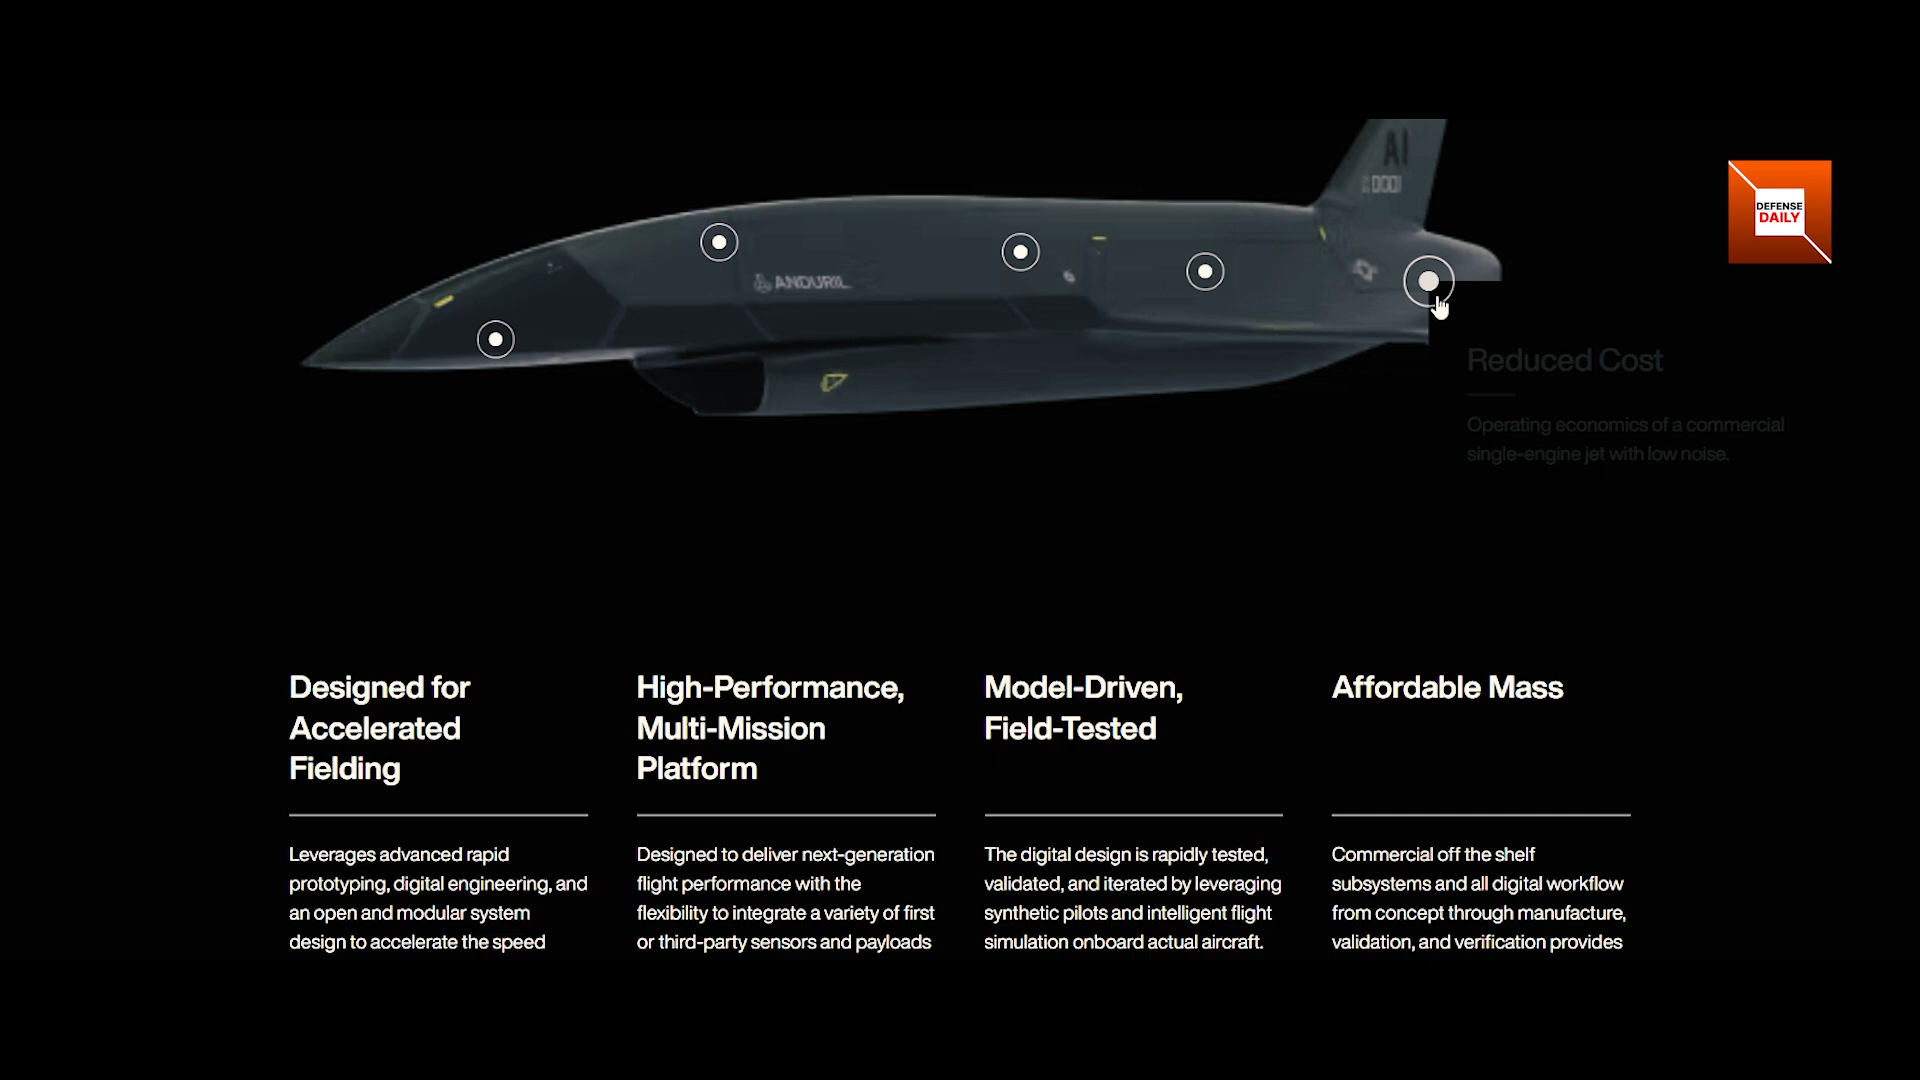 AI
0001
DEFENSE
DAILY
ANDURIL
Reduced Cost
Operating economics of a commercial
single-engine jet with low noise.
Designed for
Accelerated
Fielding
Leverages advanced rapid
prototyping, digital engineering, and
an open and modular system
design to accelerate the speed
High-Performance,
Multi-Mission
Platform
Designed to deliver next-generation
flight performance with the
flexibility to integrate a variety of first
or third-party sensors and payloads
Model-Driven,
Field-Tested
The digital design is rapidly tested,
validated, and iterated by leveraging
synthetic pilots and intelligent flight
simulation onboard actual aircraft.
Affordable Mass
Commercial off the shelf
subsystems and all digital workflow
from concept through manufacture,
validation, and verification provides